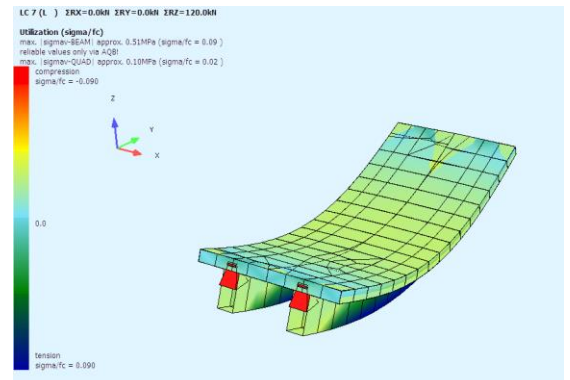 LC 7 (L ) ΣRX=0.0kN ΣRY=0.0kN ΣRZ=120.0kN
Utilization (sigma/fc)
max. |sigmav-BEAM| approx. 0.51MPa (sigma/fc = 0.09 )
reliable values only via AQB!
max. |sigmav-QUAD| approx. 0.10MPa (sigma/fc = 0.02 )
compression
sigma/fc = -0.090
Z
Y
X
0.0
tension
sigma/fc = 0.090